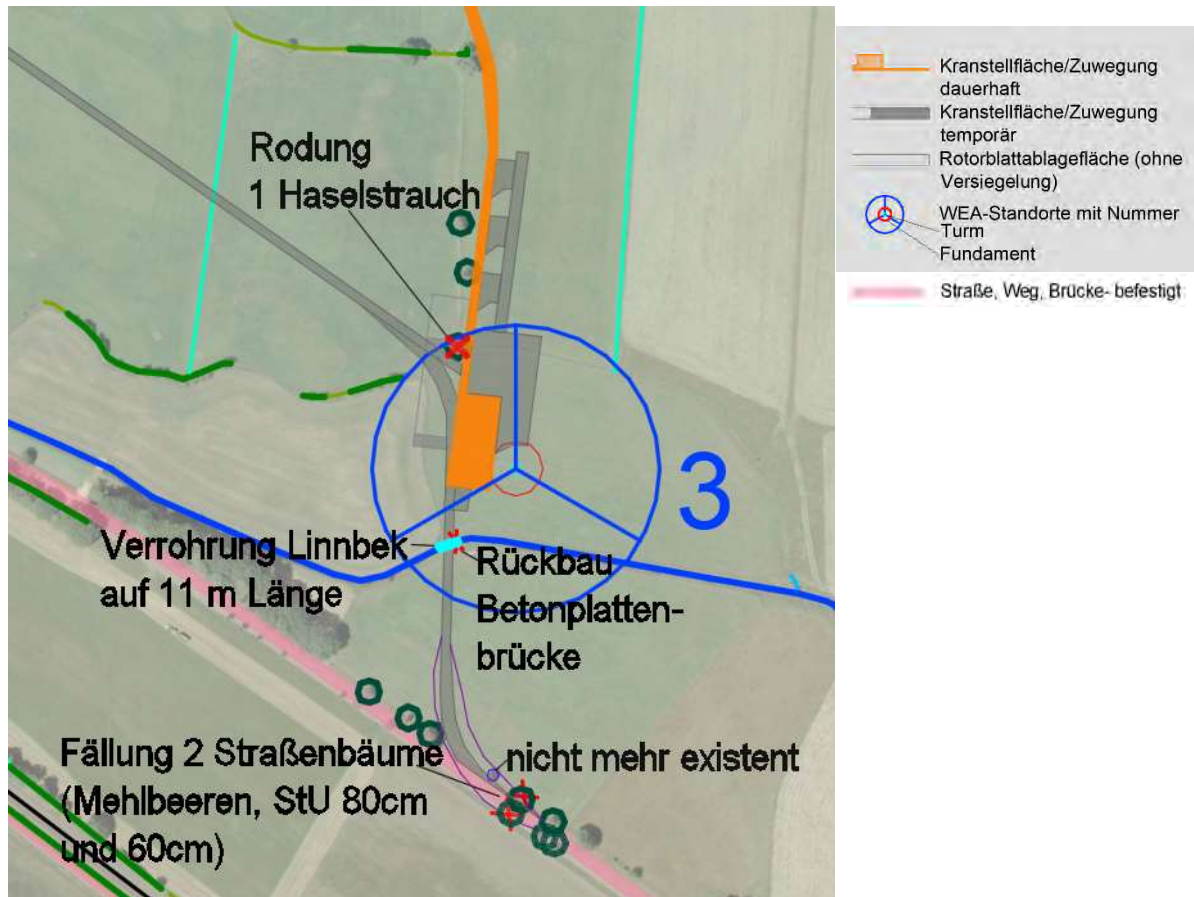 Rodung
1 Haselstrauch
3
Verrohrung Linnbek
auf 11 m Länge
Rückbau
Betonplatten-
brücke
Fällung 2 Straßenbäume
(Mehlbeeren, StU 80cm
und 60cm)
nicht mehr existent
Kranstellfläche/Zuwegung
dauerhaft
Kranstellfläche/Zuwegung
temporär
Rotorblattablagefläche (ohne
Versiegelung)
WEA-Standorte mit Nummer
Turm
Fundament
Straße, Weg, Brücke- befestigt